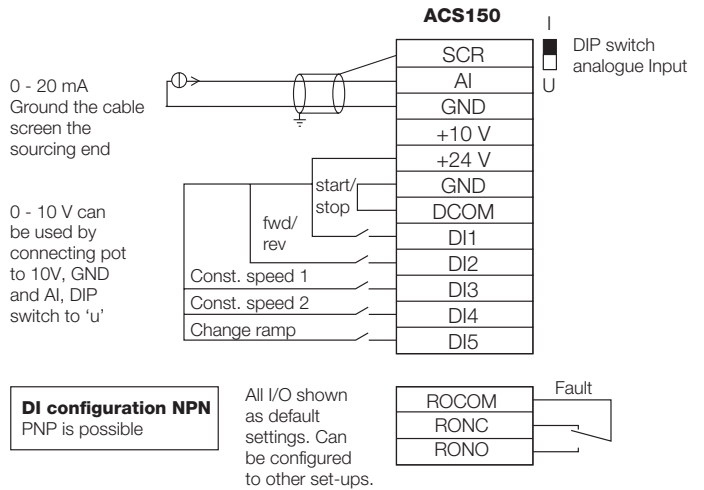 ACS150
I
DIP switch
analogue Input
U
SCR
AI
GND
+10 V
+24 V
GND
DCOM
DI1
DI2
DI3
DI4
DI5
0 - 20 mA
Ground the cable
screen the
sourcing end
0 - 10 V can
be used by
connecting pot
to 10V, GND
and AI, DIP
switch to ‘u’
start/
stop
fwd/
rev
Const. speed 1
Const. speed 2
Change ramp
DI configuration NPN
PNP is possible
All I/O shown
as default
settings. Can
be configured
to other set-ups.
ROCOM
RONC
RONO
Fault